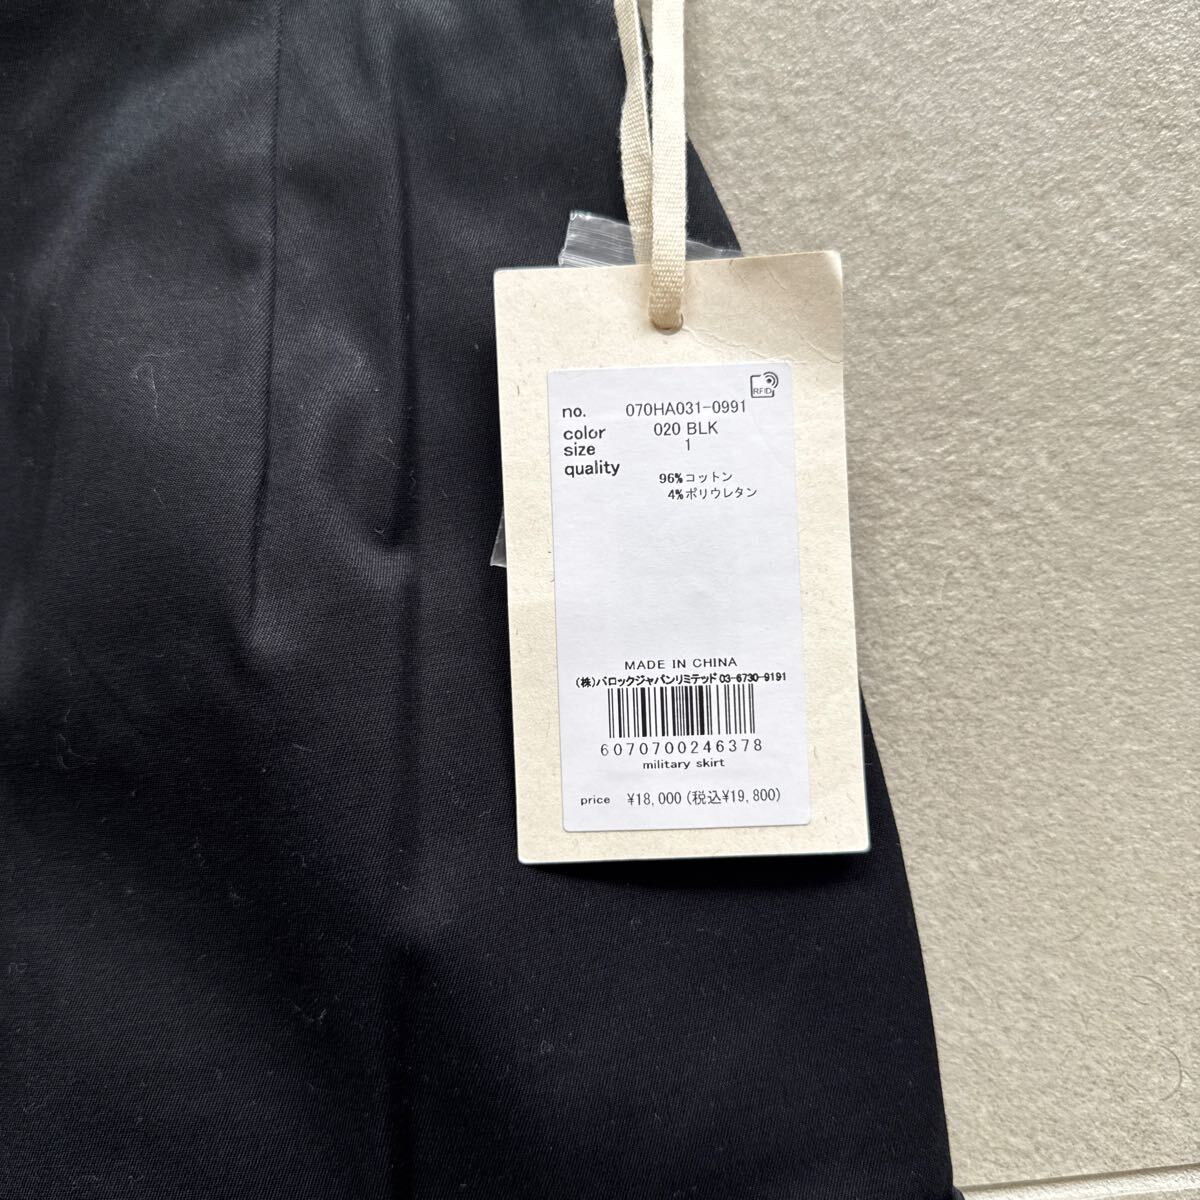 RFID
no. 070HA031-0991
color 020 BLK
size 1
quality
96%コットン
4%ポリウレタン
MADE IN CHINA
(株)バロックジャパンリミテッド 03-6730-9191
6070700246378
military skirt
price ¥18,000 (税込¥19,800)